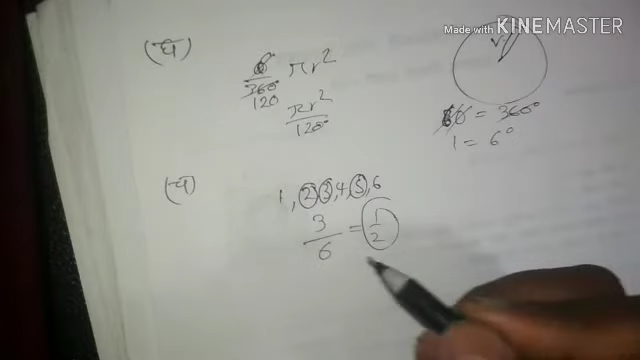 Made with KINEMASTER
(घ)
6/360° πr²
120
πr²/120°
60 = 360°
1 = 6°
(च)
1, 2, 3, 4, 5, 6
3/6 = 1/2